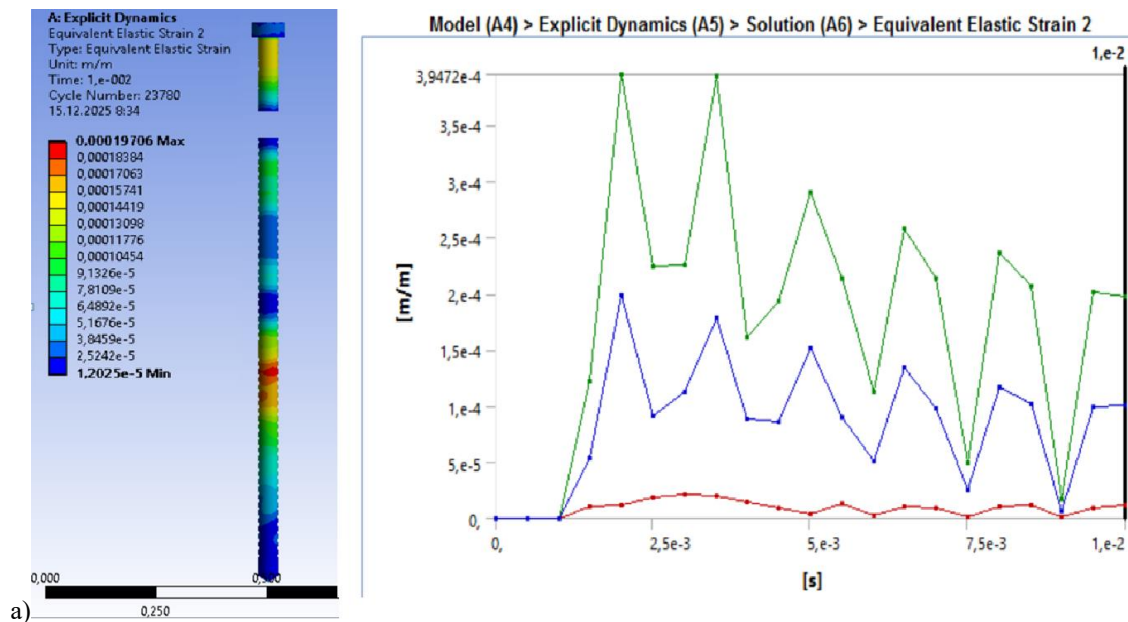 A: Explicit Dynamics
Equivalent Elastic Strain 2
Type: Equivalent Elastic Strain
Unit: m/m
Time: 1,e-002
Cycle Number: 23780
15.12.2025 8:34
0,00019706 Max
0,00018384
0,00017063
0,00015741
0,00014419
0,00013098
0,00011776
0,00010454
9,1326e-5
7,8109e-5
6,4892e-5
5,1676e-5
3,8459e-5
2,5242e-5
1,2025e-5 Min
0,000
0,500
0,250
a)
Model (A4) > Explicit Dynamics (A5) > Solution (A6) > Equivalent Elastic Strain 2
1,e-2
3,9472e-4
3,5e-4
3,e-4
2,5e-4
2,e-4
1,5e-4
1,e-4
5,e-5
0,
[m/m]
0,
2,5e-3
5,e-3
7,5e-3
1,e-2
[s]